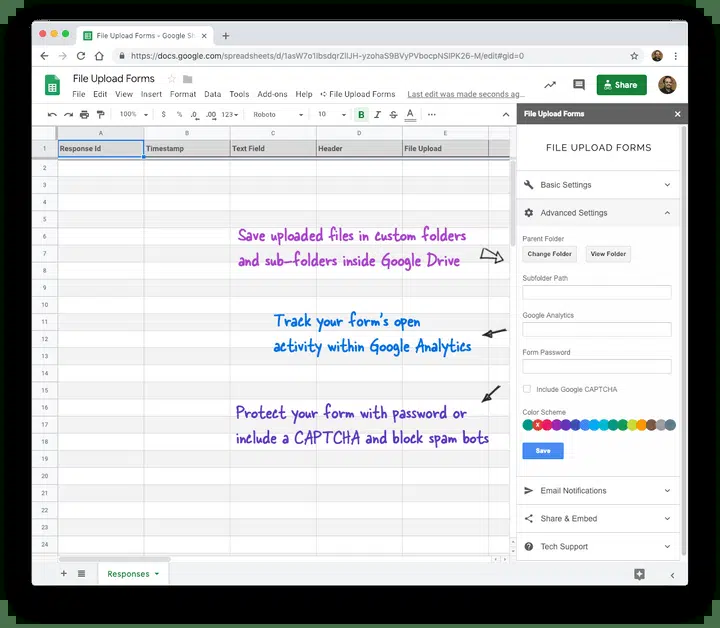 File Upload Forms - Google Sh
https://docs.google.com/spreadsheets/d/1asW7o1IbsdqrZlIJH-yzohaS9BVyPVbocpNSlPK26-M/edit#gid=0
File Upload Forms
File Edit View Insert Format Data Tools Add-ons Help File Upload Forms Last edit was made seconds ag...
Share
100% $ % .0 .00 123 Roboto 10 B I S A
File Upload Forms
A B C D E
1 Response Id Timestamp Text Field Header File Upload
2
3
4
5
6
7
8
9
10
11
12
13
14
15
16
17
18
19
20
21
22
23
24
Save uploaded files in custom folders
and sub-folders inside Google Drive
Track your form's open
activity within Google Analytics
Protect your form with password or
include a CAPTCHA and block spam bots
FILE UPLOAD FORMS
Basic Settings
Advanced Settings
Parent Folder
Change Folder View Folder
Subfolder Path
Google Analytics
Form Password
Include Google CAPTCHA
Color Scheme
Save
Email Notifications
Share & Embed
Tech Support
Responses